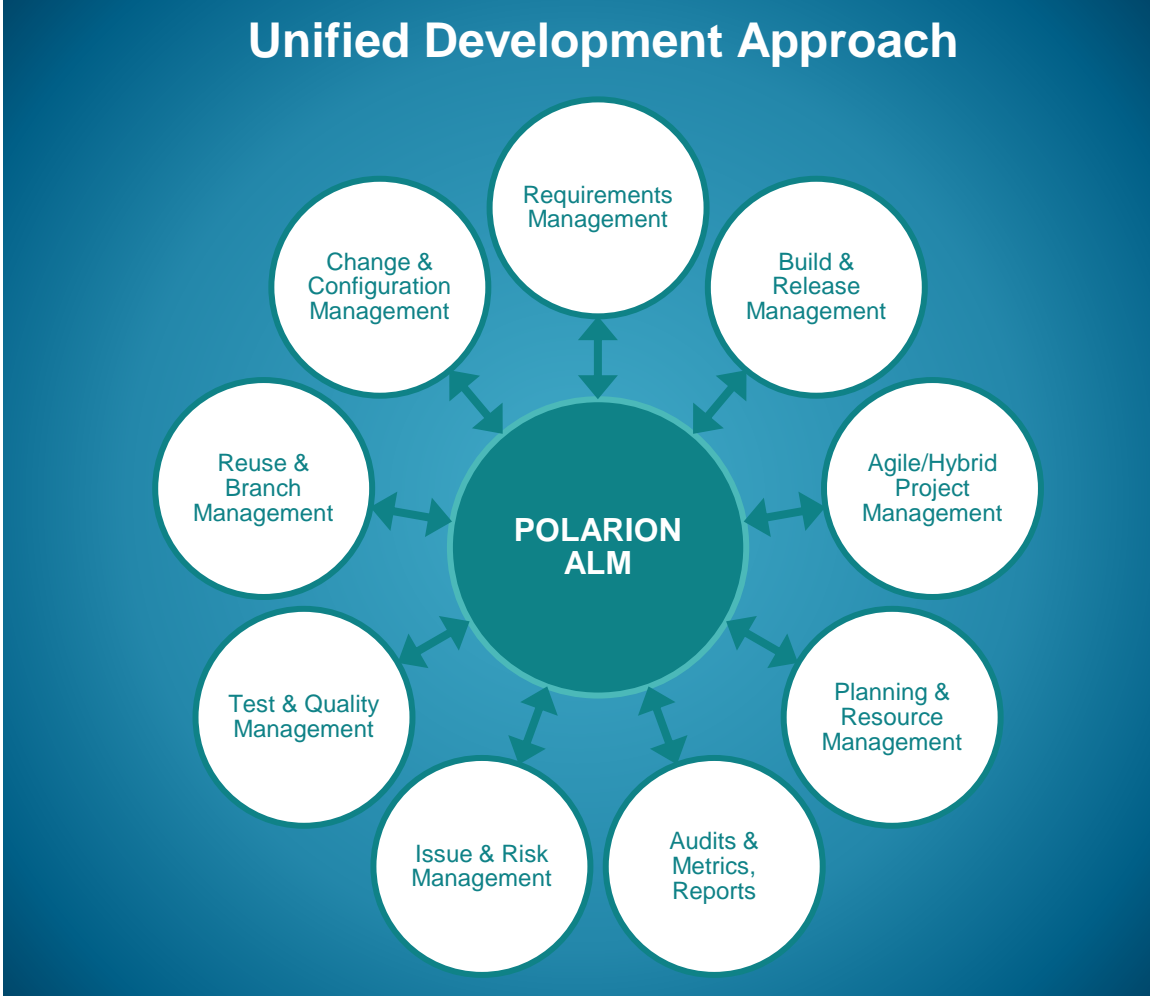 Unified Development Approach
Requirements
Management
Build &
Release
Management
Agile/Hybrid
Project
Management
Planning &
Resource
Management
Audits &
Metrics,
Reports
Issue & Risk
Management
Test & Quality
Management
Reuse &
Branch
Management
Change &
Configuration
Management
POLARION
ALM